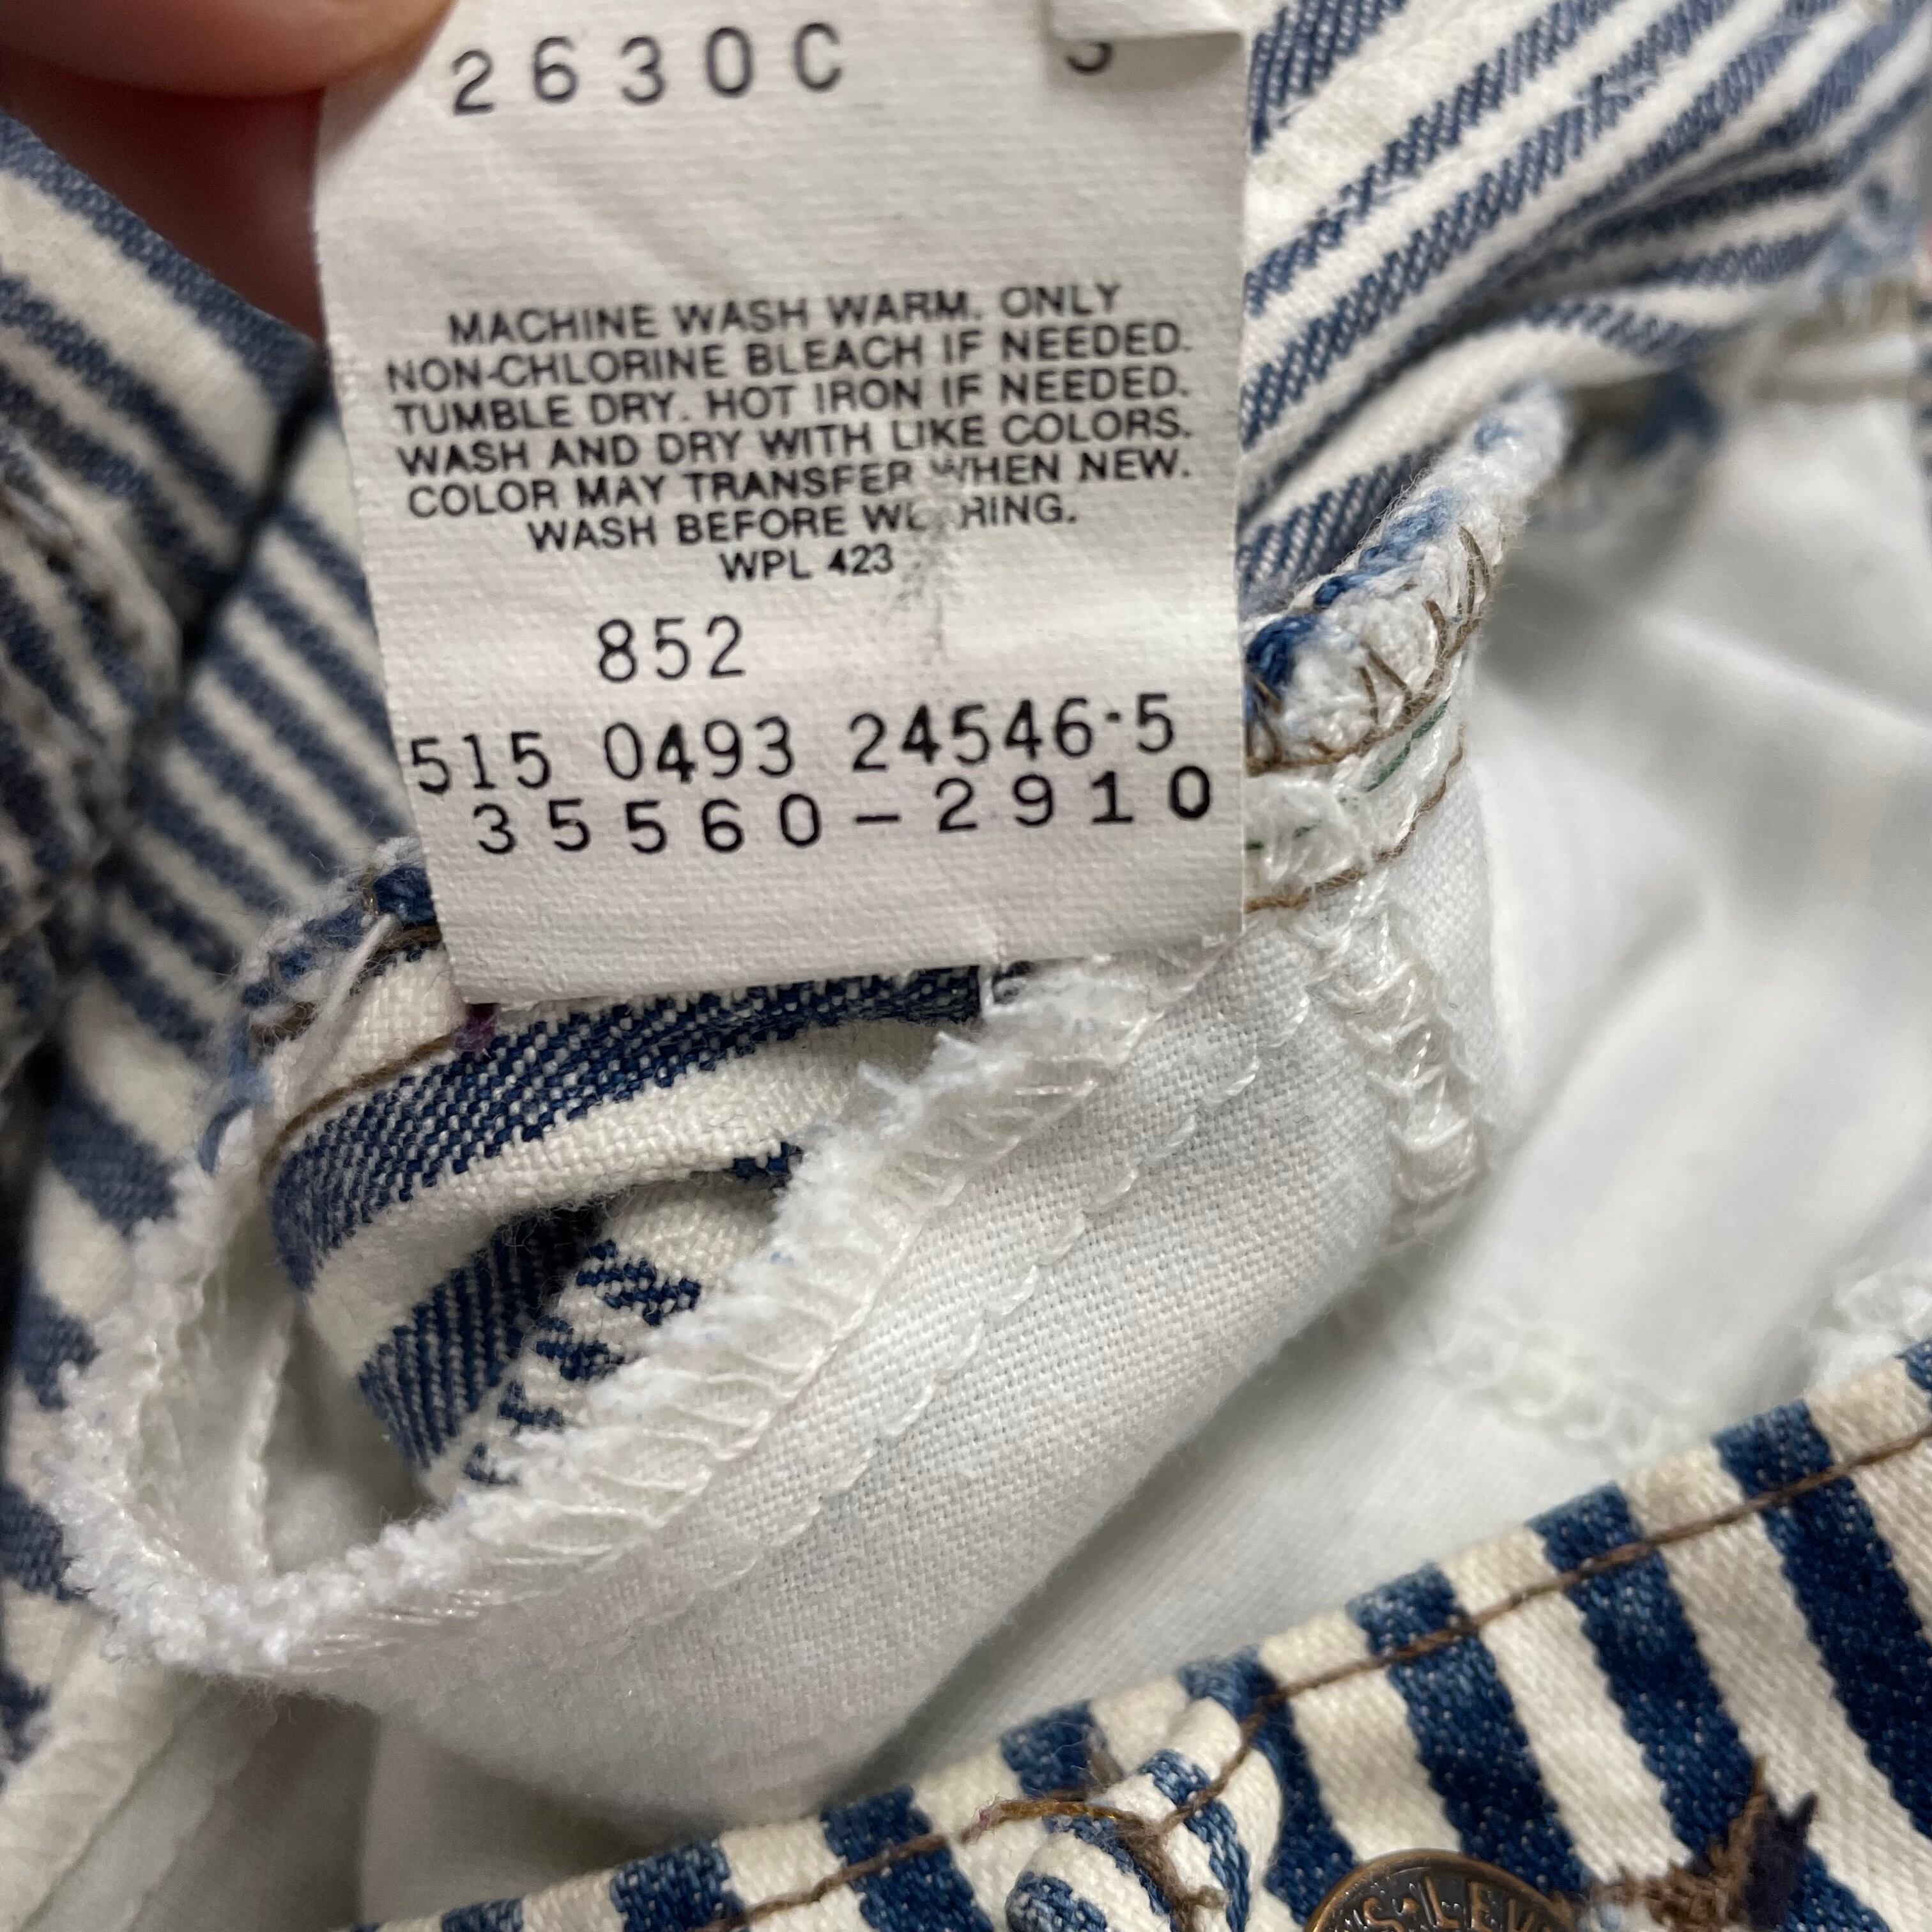 2630C
MACHINE WASH WARM. ONLY
NON-CHLORINE BLEACH IF NEEDED.
TUMBLE DRY. HOT IRON IF NEEDED.
WASH AND DRY WITH LIKE COLORS.
COLOR MAY TRANSFER WHEN NEW.
WASH BEFORE WEARING.
WPL 423
852
515 0493 24546-5
35560-2910